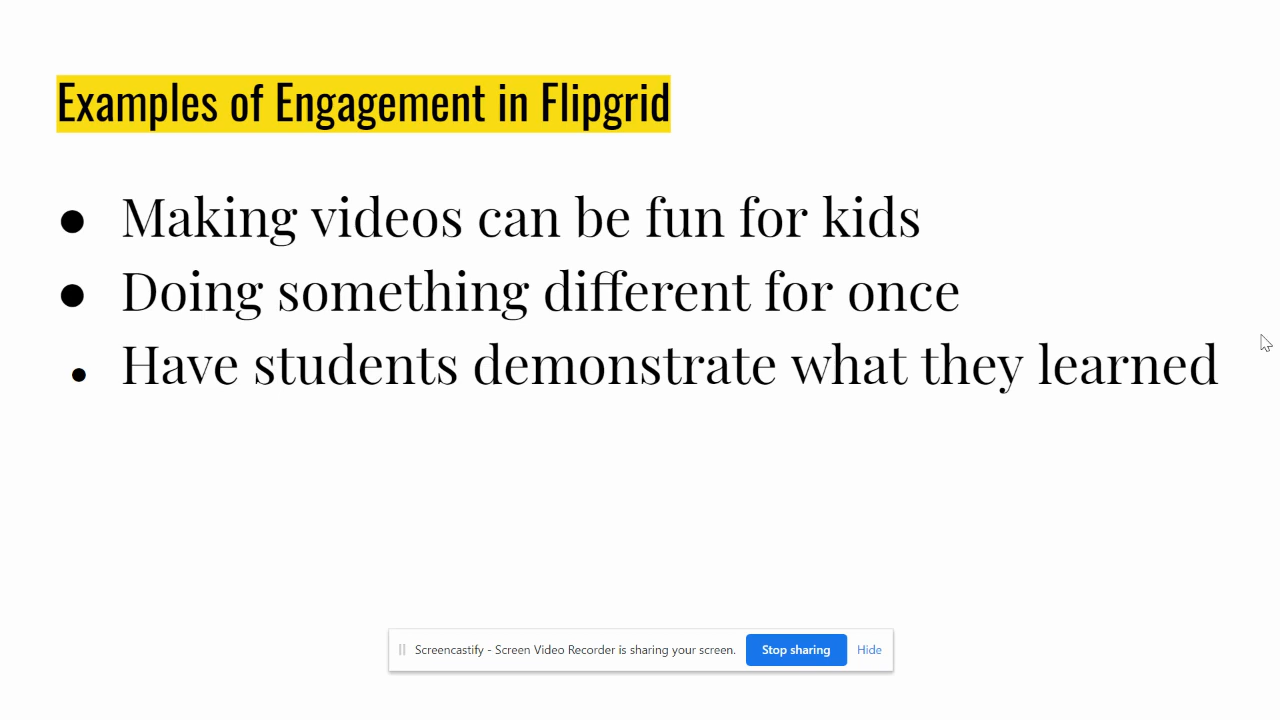 Examples of Engagement in Flipgrid
● Making videos can be fun for kids
● Doing something different for once
● Have students demonstrate what they learned
Screencastify - Screen Video Recorder is sharing your screen. Stop sharing Hide